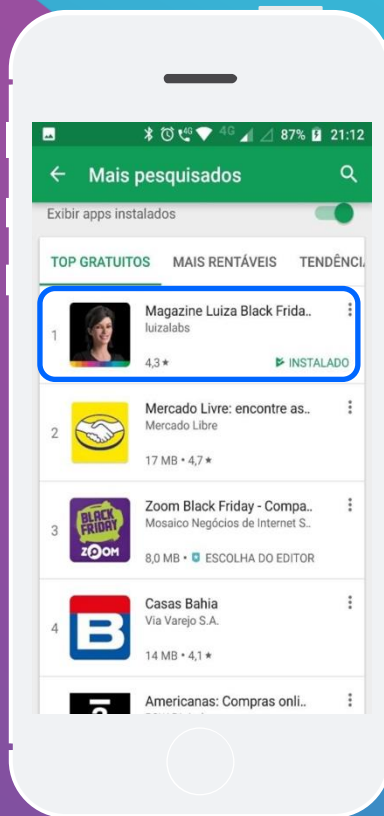 4G 4G 87% 21:12
Mais pesquisados
Exibir apps instalados
TOP GRATUITOS MAIS RENTÁVEIS TENDÊNCI
1
Magazine Luiza Black Frida..
luizalabs
4,3 ★ INSTALADO
2
Mercado Livre: encontre as..
Mercado Libre
17 MB • 4,7 ★
3
BLACK
FRIDAY
ZOOM
Zoom Black Friday - Compa..
Mosaico Negócios de Internet S..
8,0 MB • ESCOLHA DO EDITOR
4
B
Casas Bahia
Via Varejo S.A.
14 MB • 4,1 ★
Americanas: Compras onli..